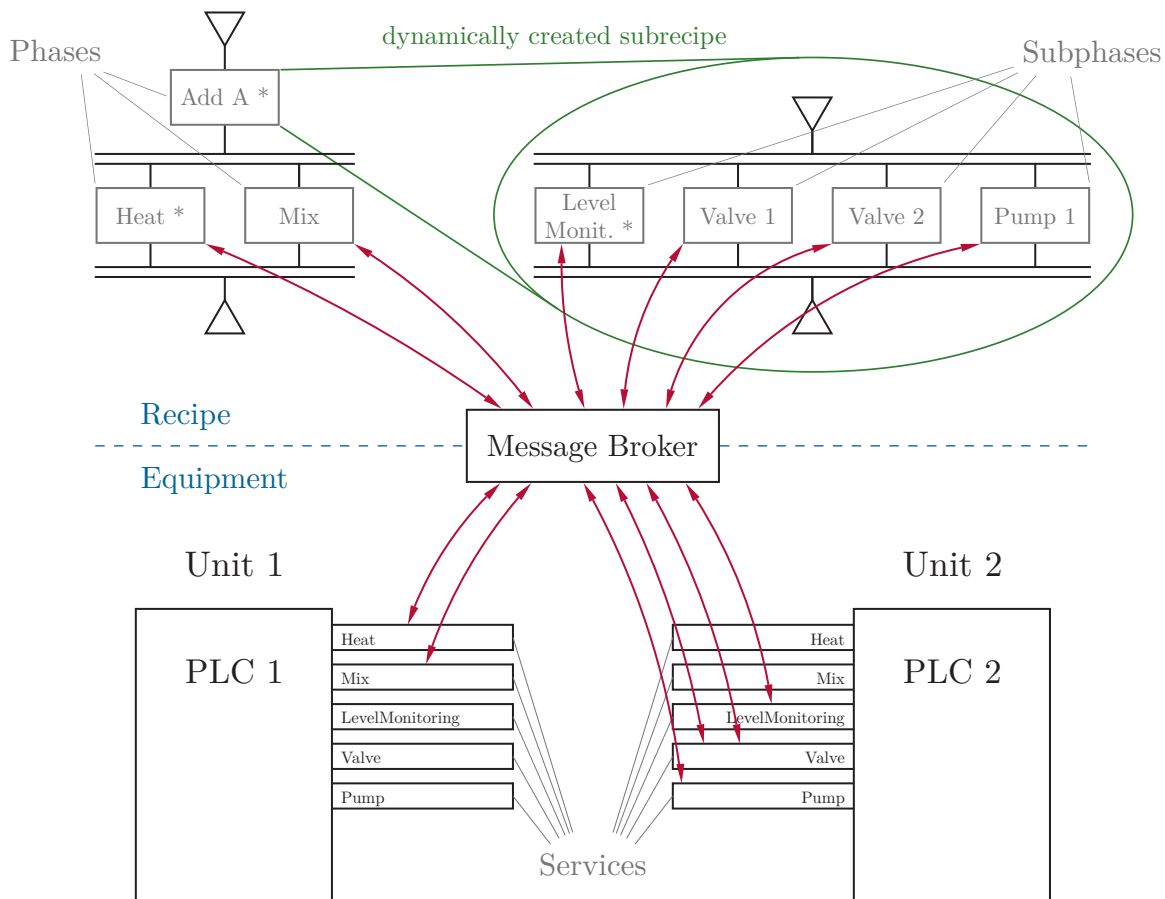 dynamically created subrecipe
Phases
Subphases
Add A *
Heat *
Mix
Level
Monit. *
Valve 1
Valve 2
Pump 1
Recipe
Message Broker
Equipment
Unit 1
Unit 2
PLC 1
Heat
Mix
LevelMonitoring
Valve
Pump
Heat
Mix
LevelMonitoring
Valve
Pump
PLC 2
Services